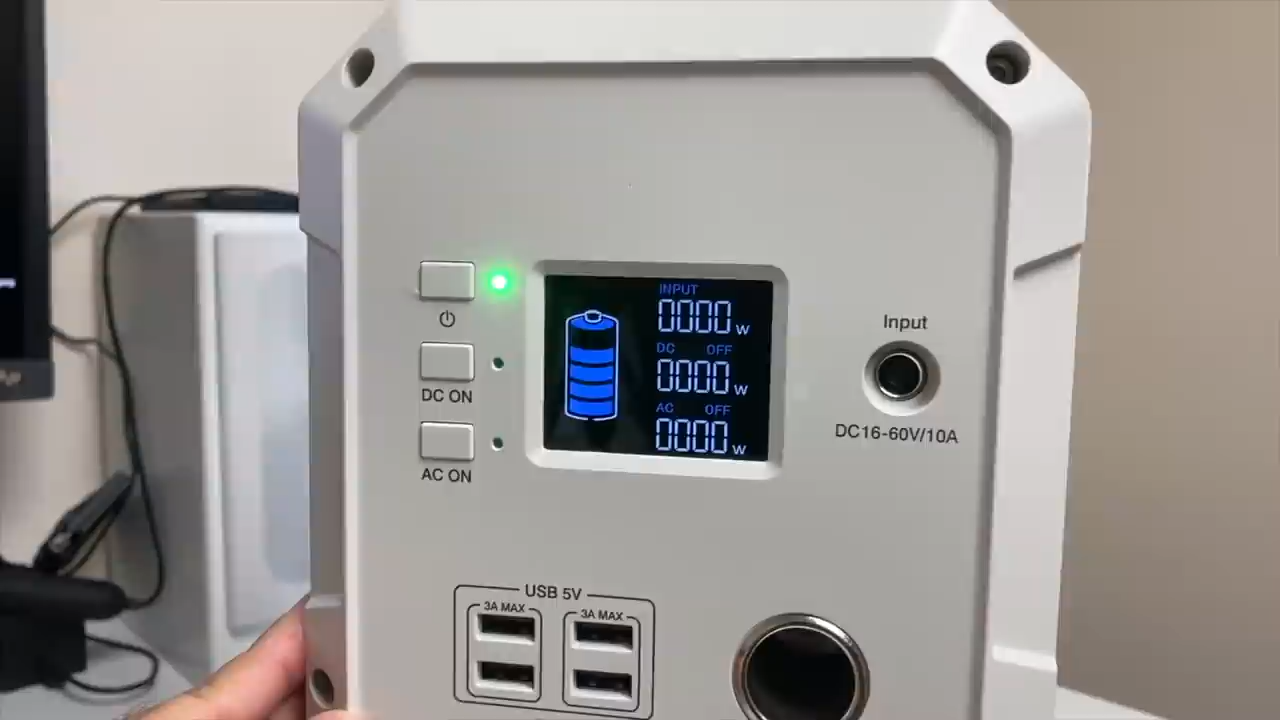 INPUT
0000 W
DC OFF
0000 W
AC OFF
0000 W
DC ON
AC ON
Input
DC16-60V/10A
USB 5V
3A MAX
3A MAX